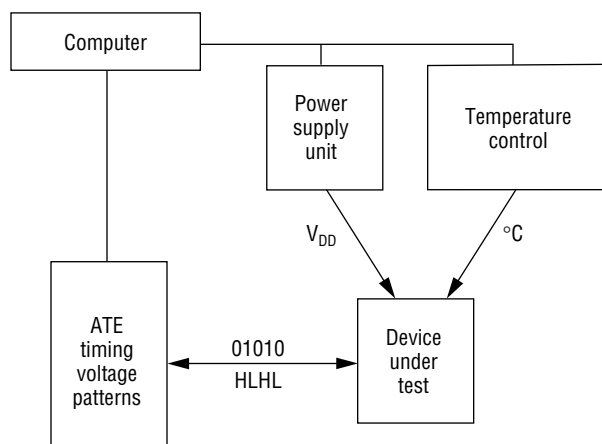 Computer
Power
supply
unit
Temperature
control
V_DD
°C
ATE
timing
voltage
patterns
01010
HLHL
Device
under
test